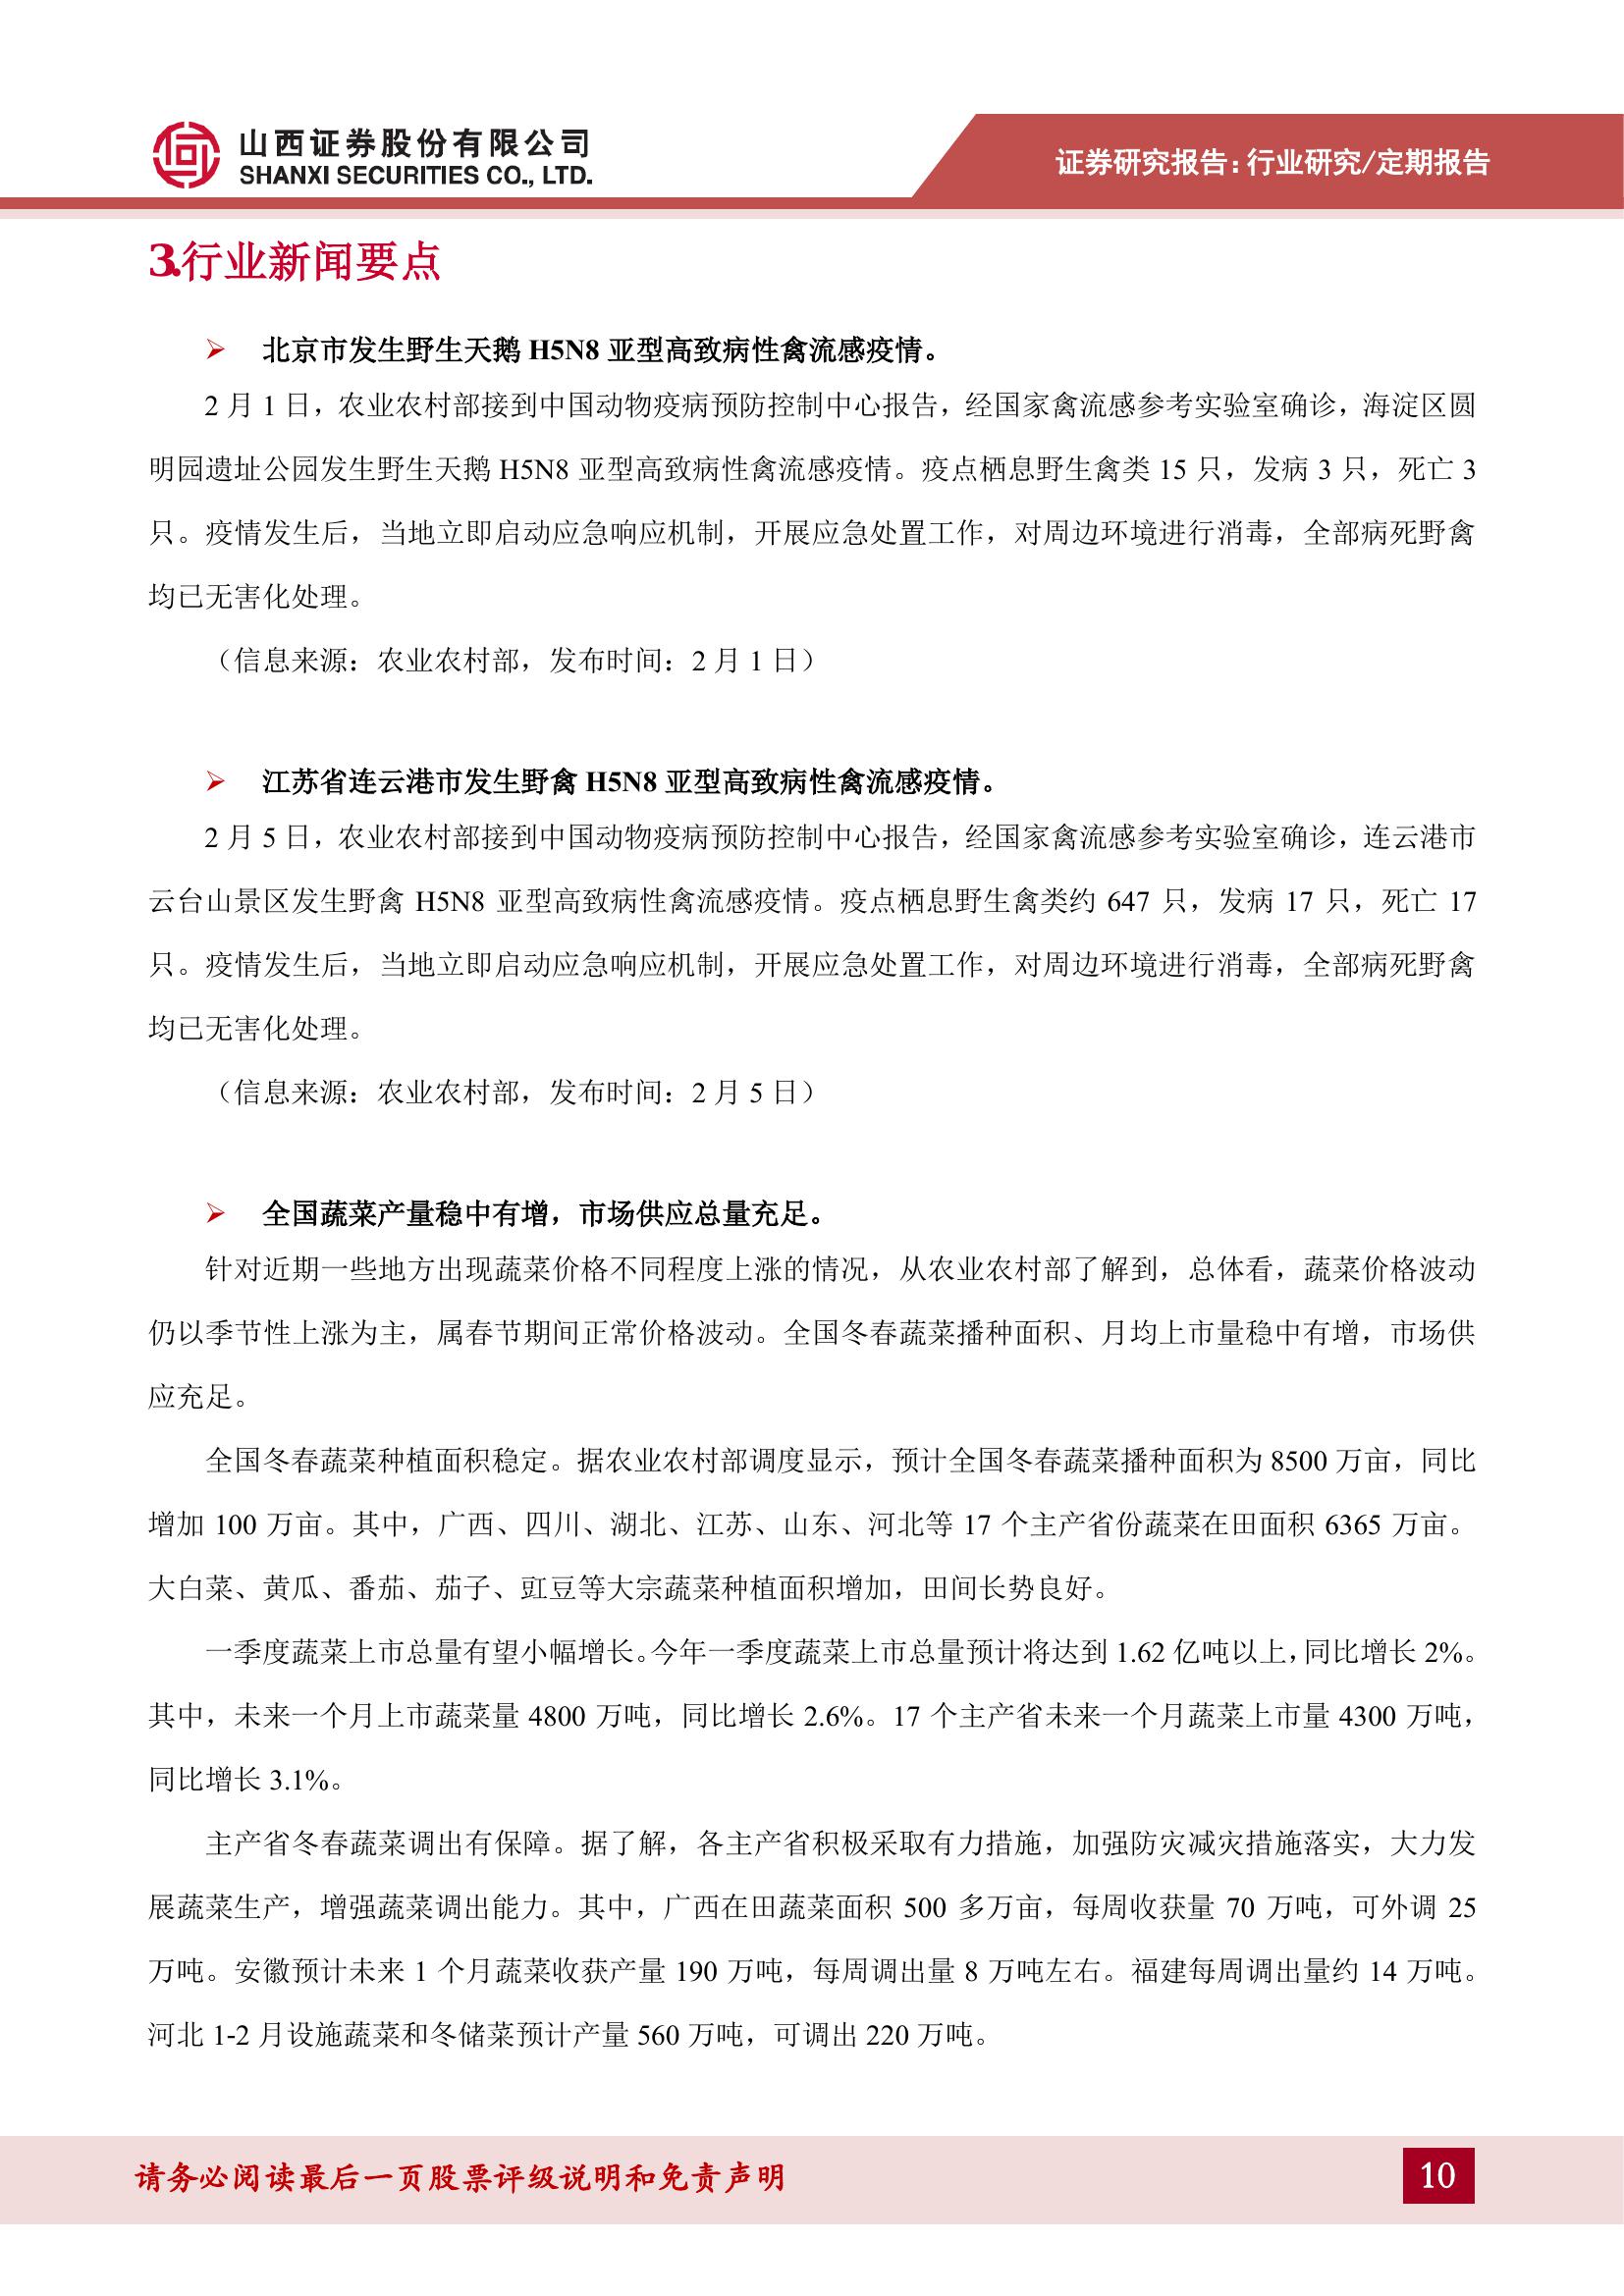 山西证券股份有限公司
SHANXI SECURITIES CO., LTD.
证券研究报告：行业研究/定期报告
3.行业新闻要点
北京市发生野生天鹅 H5N8 亚型高致病性禽流感疫情。
2 月 1 日，农业农村部接到中国动物疫病预防控制中心报告，经国家禽流感参考实验室确诊，海淀区圆
明园遗址公园发生野生天鹅 H5N8 亚型高致病性禽流感疫情。疫点栖息野生禽类 15 只，发病 3 只，死亡 3
只。疫情发生后，当地立即启动应急响应机制，开展应急处置工作，对周边环境进行消毒，全部病死野禽
均已无害化处理。
（信息来源：农业农村部，发布时间：2 月 1 日）
江苏省连云港市发生野禽 H5N8 亚型高致病性禽流感疫情。
2 月 5 日，农业农村部接到中国动物疫病预防控制中心报告，经国家禽流感参考实验室确诊，连云港市
云台山景区发生野禽 H5N8 亚型高致病性禽流感疫情。疫点栖息野生禽类约 647 只，发病 17 只，死亡 17
只。疫情发生后，当地立即启动应急响应机制，开展应急处置工作，对周边环境进行消毒，全部病死野禽
均已无害化处理。
（信息来源：农业农村部，发布时间：2 月 5 日）
全国蔬菜产量稳中有增，市场供应总量充足。
针对近期一些地方出现蔬菜价格不同程度上涨的情况，从农业农村部了解到，总体看，蔬菜价格波动
仍以季节性上涨为主，属春节期间正常价格波动。全国冬春蔬菜播种面积、月均上市量稳中有增，市场供
应充足。
全国冬春蔬菜种植面积稳定。据农业农村部调度显示，预计全国冬春蔬菜播种面积为 8500 万亩，同比
增加 100 万亩。其中，广西、四川、湖北、江苏、山东、河北等 17 个主产省份蔬菜在田面积 6365 万亩。
大白菜、黄瓜、番茄、茄子、豇豆等大宗蔬菜种植面积增加，田间长势良好。
一季度蔬菜上市总量有望小幅增长。今年一季度蔬菜上市总量预计将达到 1.62 亿吨以上，同比增长 2%。
其中，未来一个月上市蔬菜量 4800 万吨，同比增长 2.6%。17 个主产省未来一个月蔬菜上市量 4300 万吨，
同比增长 3.1%。
主产省冬春蔬菜调出有保障。据了解，各主产省积极采取有力措施，加强防灾减灾措施落实，大力发
展蔬菜生产，增强蔬菜调出能力。其中，广西在田蔬菜面积 500 多万亩，每周收获量 70 万吨，可外调 25
万吨。安徽预计未来 1 个月蔬菜收获产量 190 万吨，每周调出量 8 万吨左右。福建每周调出量约 14 万吨。
河北 1-2 月设施蔬菜和冬储菜预计产量 560 万吨，可调出 220 万吨。
请务必阅读最后一页股票评级说明和免责声明
10